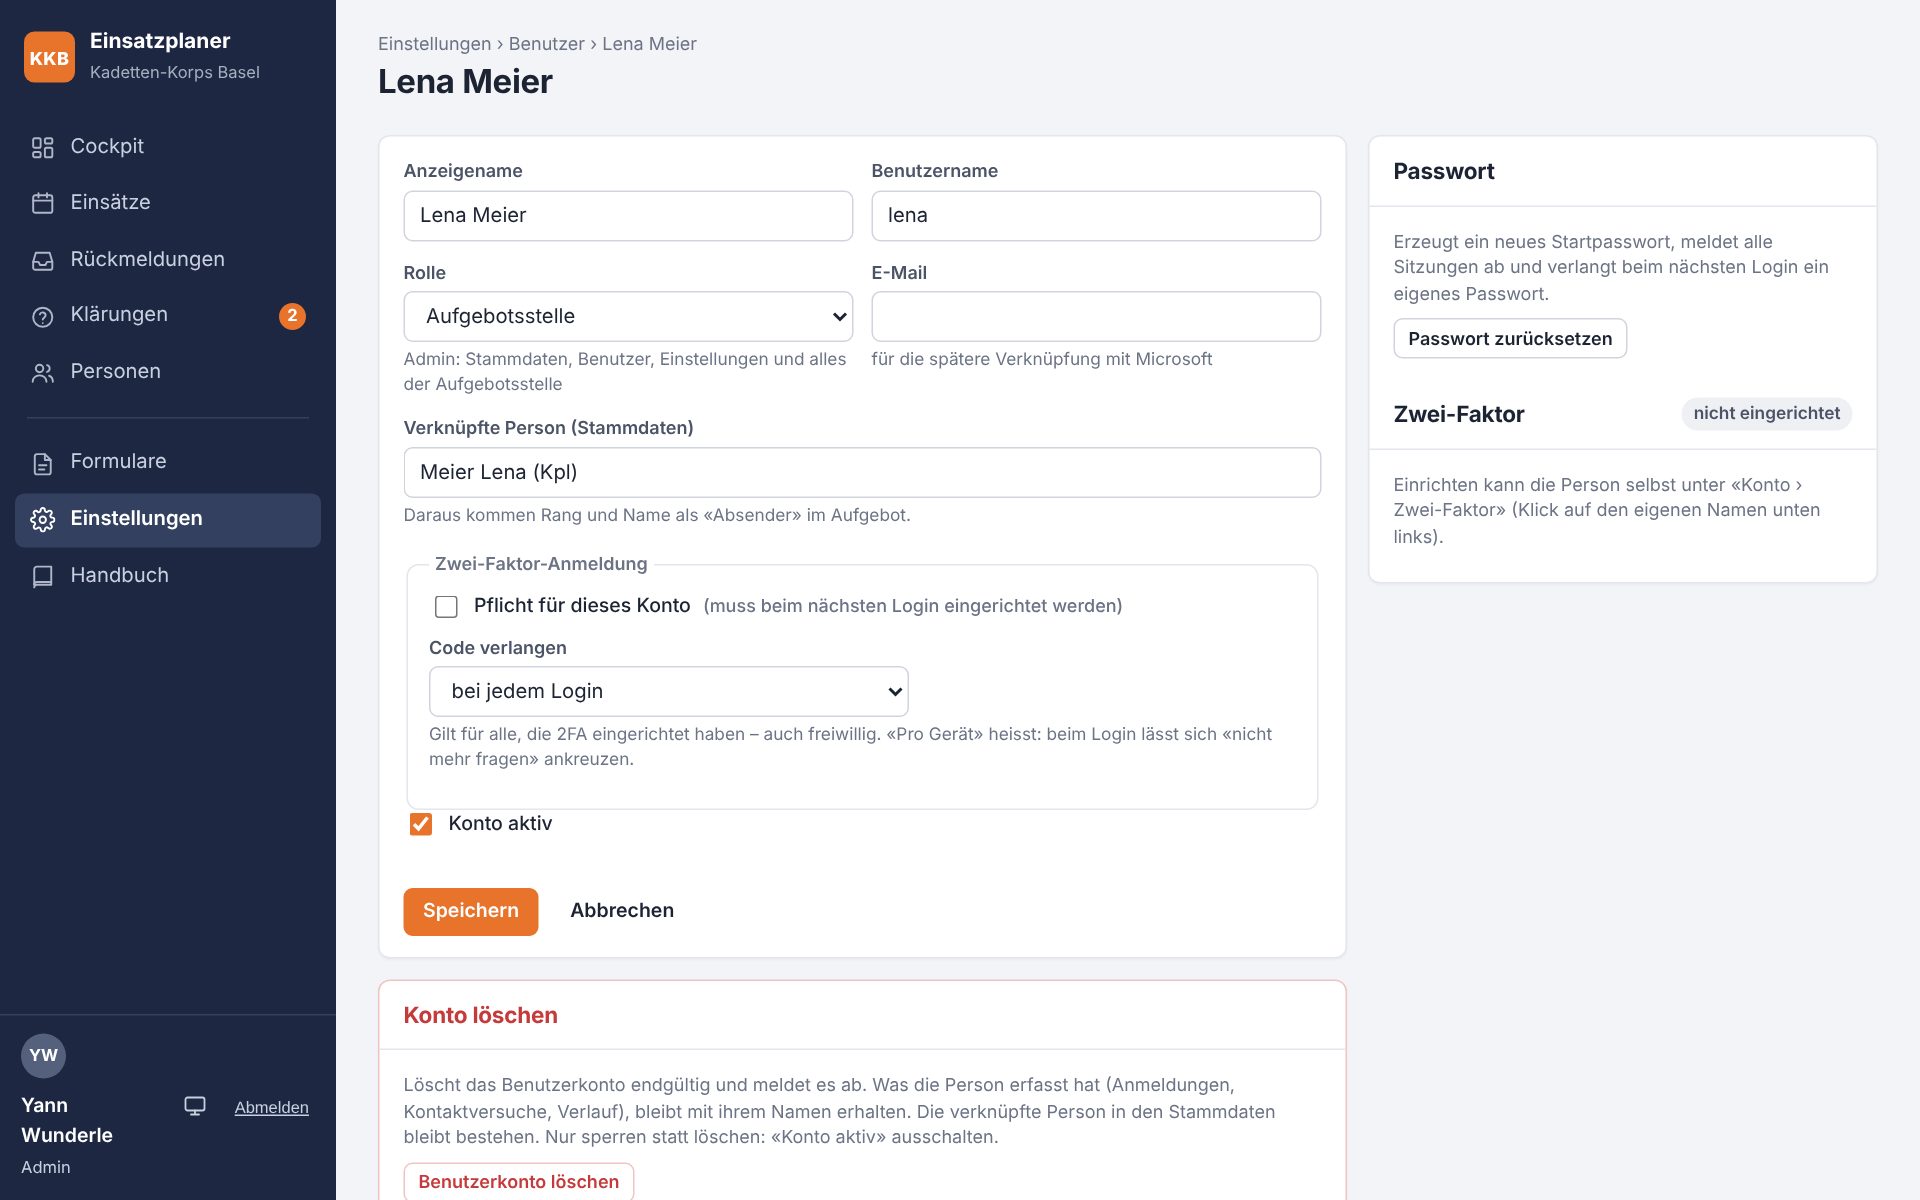 KKB
Einsatzplaner
Kadetten-Korps Basel
Cockpit
Einsätze
Rückmeldungen
Klärungen
2
Personen
Formulare
Einstellungen
Handbuch
YW
Yann
Wunderle
Admin
Abmelden
Einstellungen › Benutzer › Lena Meier
Lena Meier
Anzeigename
Lena Meier
Benutzername
lena
Rolle
Aufgebotsstelle
Admin: Stammdaten, Benutzer, Einstellungen und alles
der Aufgebotsstelle
E-Mail
für die spätere Verknüpfung mit Microsoft
Verknüpfte Person (Stammdaten)
Meier Lena (Kpl)
Daraus kommen Rang und Name als «Absender» im Aufgebot.
Zwei-Faktor-Anmeldung
Pflicht für dieses Konto (muss beim nächsten Login eingerichtet werden)
Code verlangen
bei jedem Login
Gilt für alle, die 2FA eingerichtet haben – auch freiwillig. «Pro Gerät» heisst: beim Login lässt sich «nicht
mehr fragen» ankreuzen.
Konto aktiv
Speichern
Abbrechen
Konto löschen
Löscht das Benutzerkonto endgültig und meldet es ab. Was die Person erfasst hat (Anmeldungen,
Kontaktversuche, Verlauf), bleibt mit ihrem Namen erhalten. Die verknüpfte Person in den Stammdaten
bleibt bestehen. Nur sperren statt löschen: «Konto aktiv» ausschalten.
Benutzerkonto löschen
Passwort
Erzeugt ein neues Startpasswort, meldet alle
Sitzungen ab und verlangt beim nächsten Login ein
eigenes Passwort.
Passwort zurücksetzen
Zwei-Faktor
nicht eingerichtet
Einrichten kann die Person selbst unter «Konto ›
Zwei-Faktor» (Klick auf den eigenen Namen unten
links).